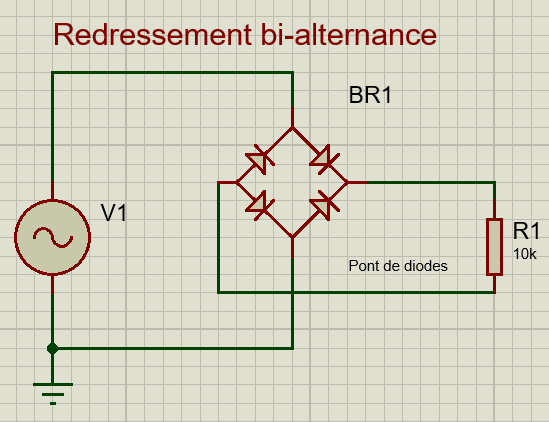 Redressement bi-alternance
BR1
V1
R1
10k
Pont de diodes